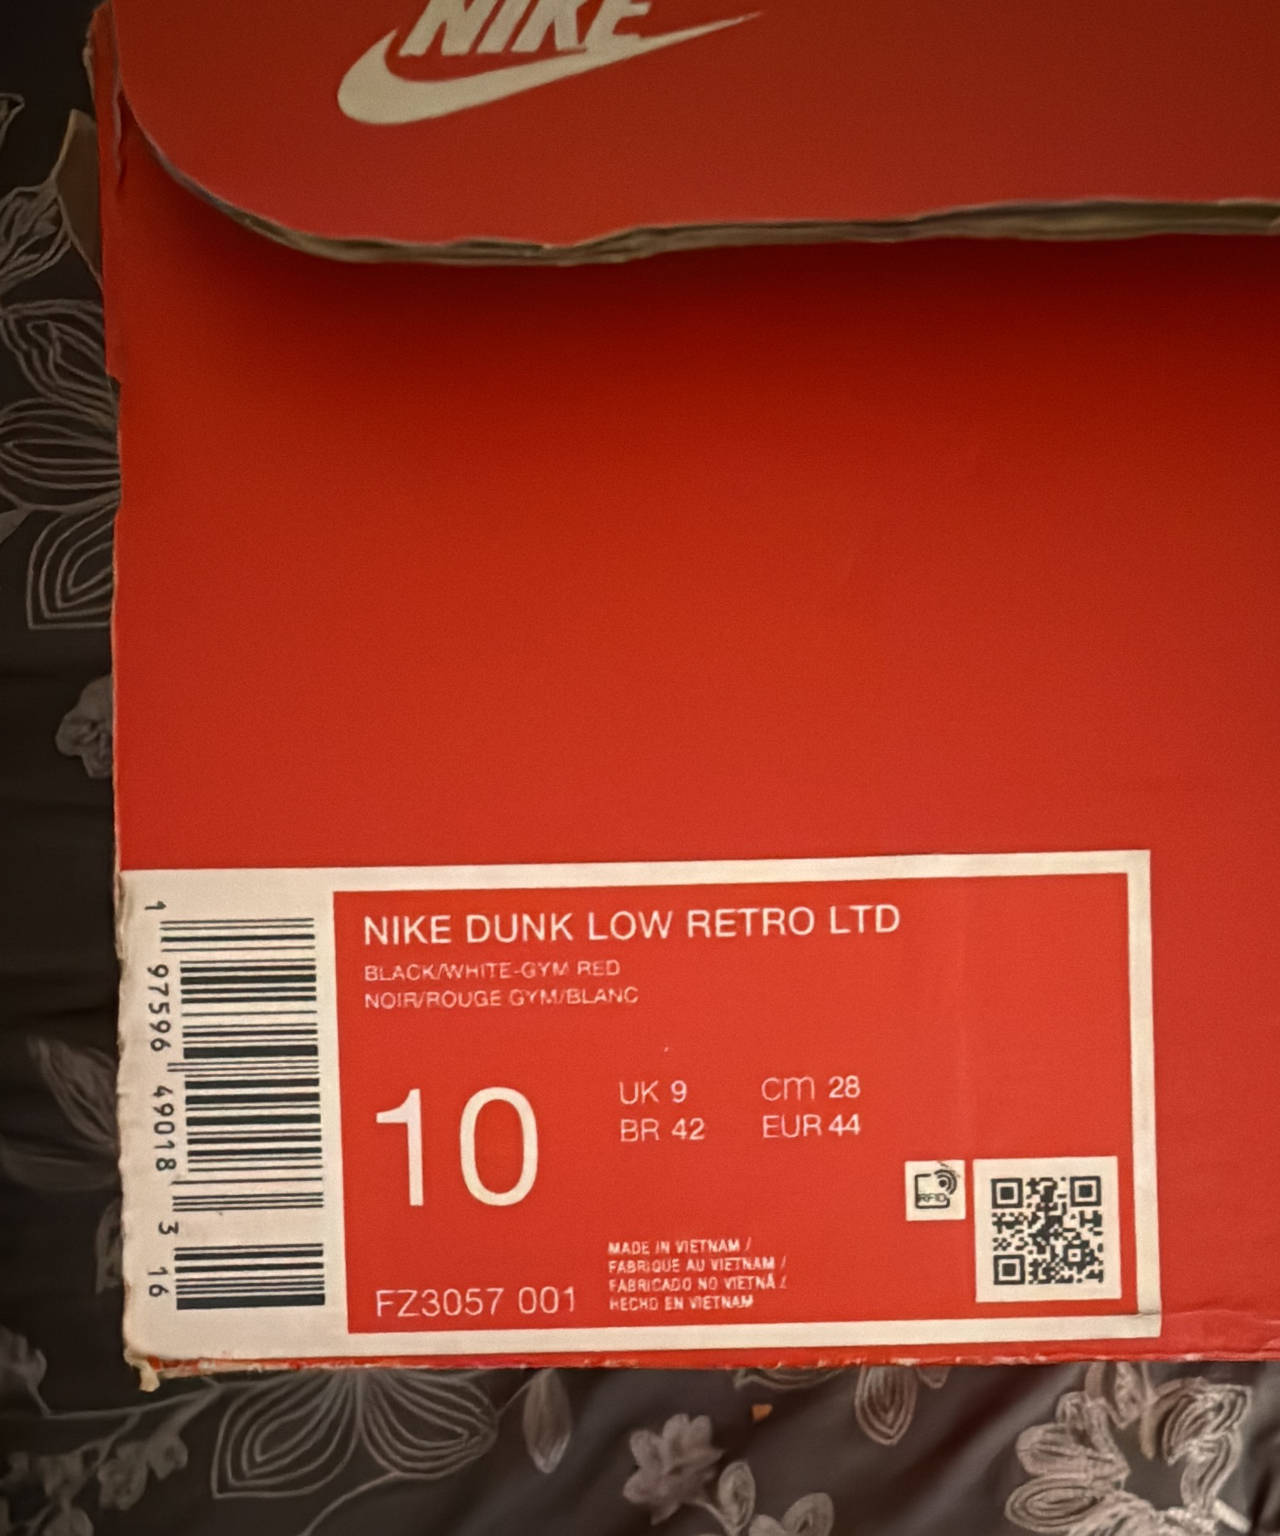 NIKE
NIKE DUNK LOW RETRO LTD
BLACK/WHITE-GYM RED
NOIR/ROUGE GYM/BLANC
10
UK 9 cm 28
BR 42 EUR 44
RFID
FZ3057 001
MADE IN VIETNAM /
FABRIQUE AU VIETNAM /
FABRICADO NO VIETNÃ /
HECHO EN VIETNAM
1 97596 49018 3 16